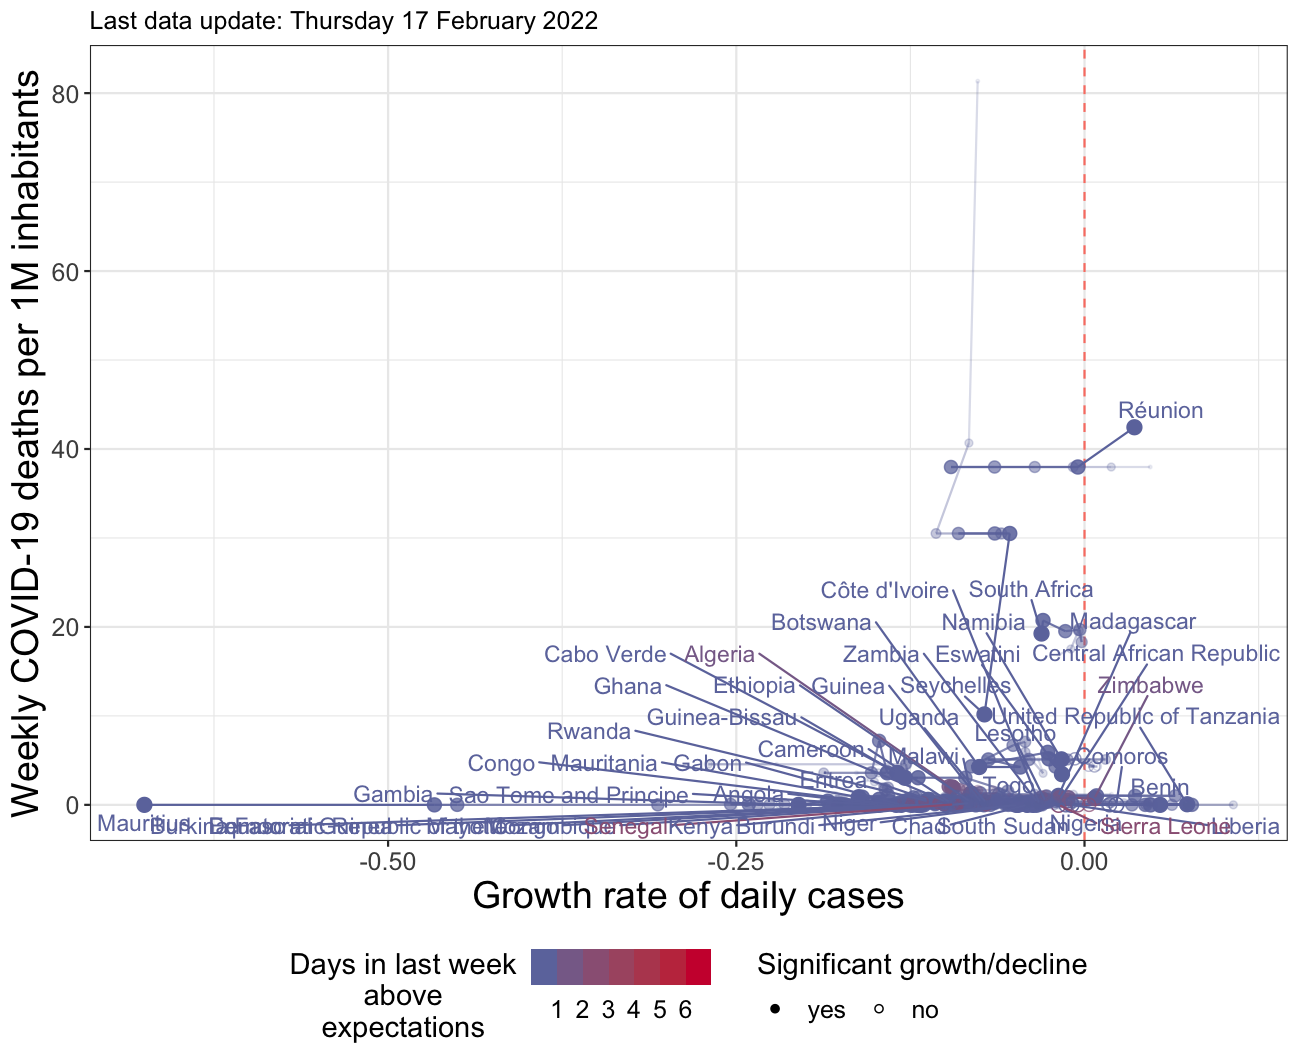 Last data update: Thursday 17 February 2022
Weekly COVID-19 deaths per 1M inhabitants
80
60
40
20
0
Réunion
Côte d'Ivoire
South Africa
Botswana
Namibia
Madagascar
Cabo Verde
Algeria
Zambia
Eswatini
Central African Republic
Ghana
Ethiopia
Guinea
Seychelles
Zimbabwe
Guinea-Bissau
Uganda
United Republic of Tanzania
Rwanda
Lesotho
Cameroon
Malawi
Comoros
Congo
Mauritania
Gabon
Eritrea
Togo
Benin
Gambia
Sao Tome and Principe
Angola
Mauritius
Senegal
Kenya
Burundi
Niger
Chad
South Sudan
Nigeria
Sierra Leone
Liberia
-0.50
-0.25
0.00
Growth rate of daily cases
Days in last week
above
expectations
1 2 3 4 5 6
Significant growth/decline
yes
no